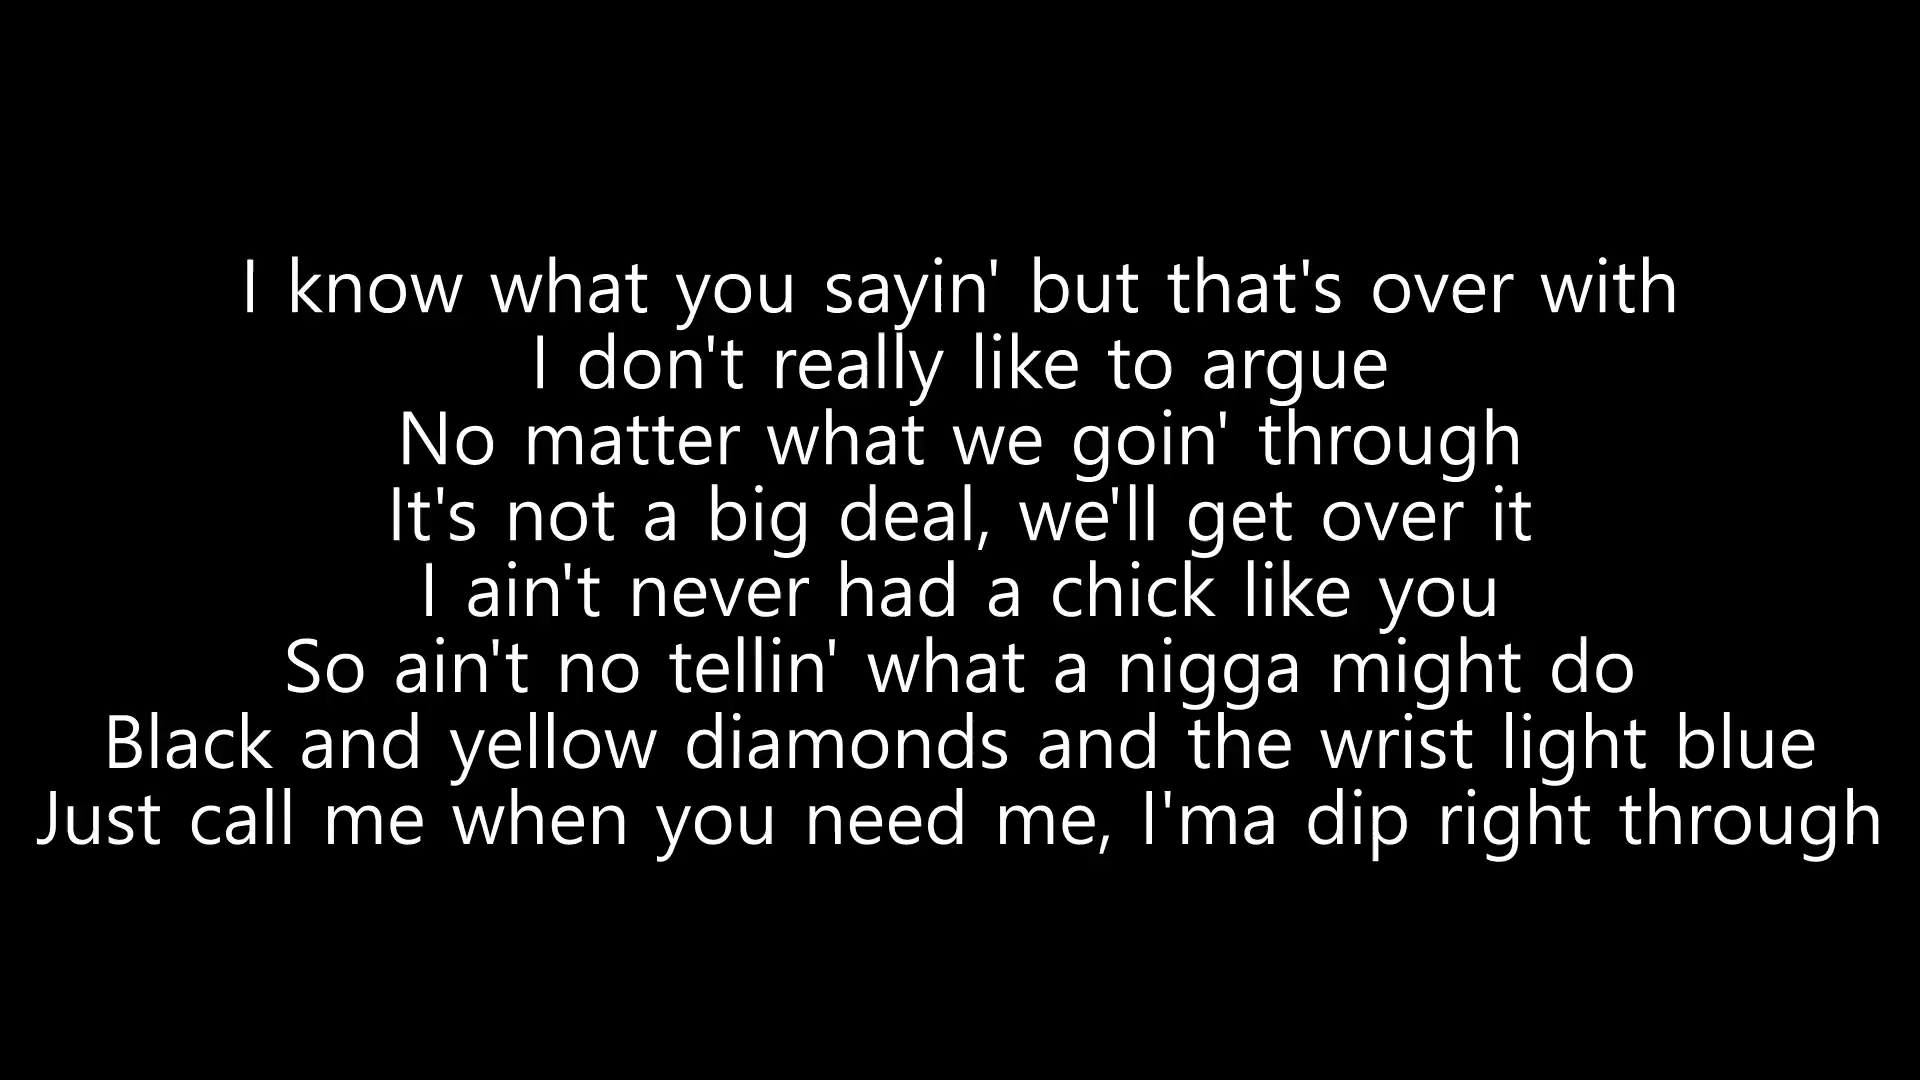 I know what you sayin' but that's over with
I don't really like to argue
No matter what we goin' through
It's not a big deal, we'll get over it
I ain't never had a chick like you
So ain't no tellin' what a nigga might do
Black and yellow diamonds and the wrist light blue
Just call me when you need me, I'ma dip right through